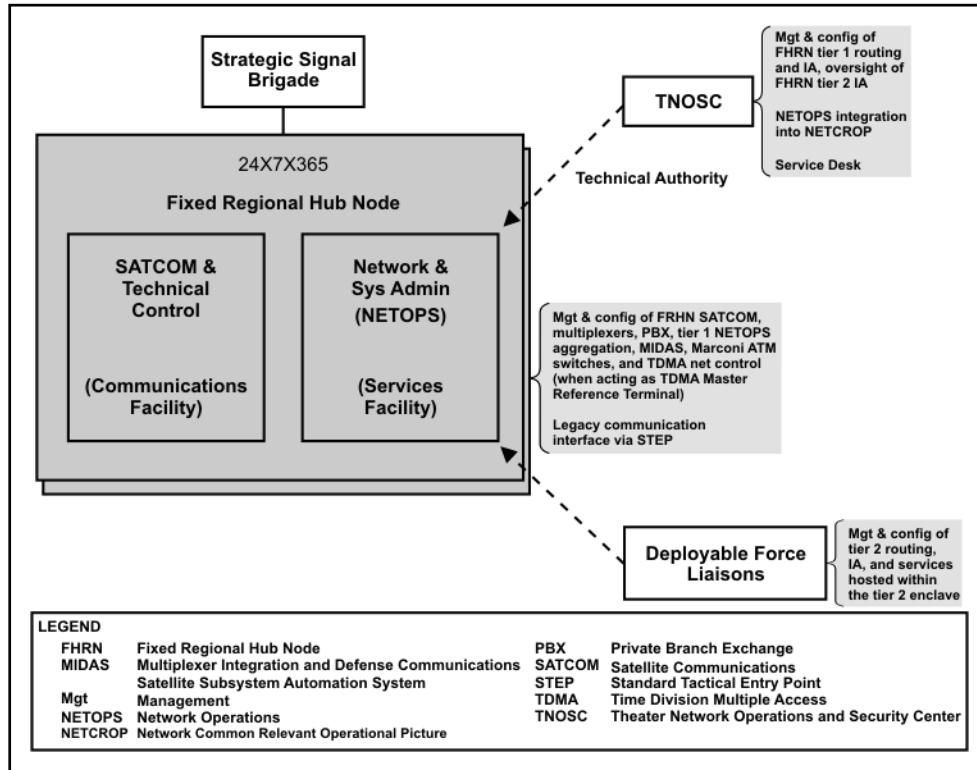 Strategic Signal
Brigade
24X7X365
Fixed Regional Hub Node
SATCOM &
Technical
Control
(Communications
Facility)
Network &
Sys Admin
(NETOPS)
(Services
Facility)
TNOSC
Mgt & config of
FHRN tier 1 routing
and IA, oversight of
FHRN tier 2 IA
NETOPS integration
into NETCROP
Service Desk
Technical Authority
Mgt & config of FRHN SATCOM,
multiplexers, PBX, tier 1 NETOPS
aggregation, MIDAS, Marconi ATM
switches, and TDMA net control
(when acting as TDMA Master
Reference Terminal)
Legacy communication
interface via STEP
Deployable Force
Liaisons
Mgt & config of
tier 2 routing,
IA, and services
hosted within
the tier 2 enclave
LEGEND
FHRN Fixed Regional Hub Node
MIDAS Multiplexer Integration and Defense Communications
Satellite Subsystem Automation System
Mgt Management
NETOPS Network Operations
NETCROP Network Common Relevant Operational Picture
PBX Private Branch Exchange
SATCOM Satellite Communications
STEP Standard Tactical Entry Point
TDMA Time Division Multiple Access
TNOSC Theater Network Operations and Security Center